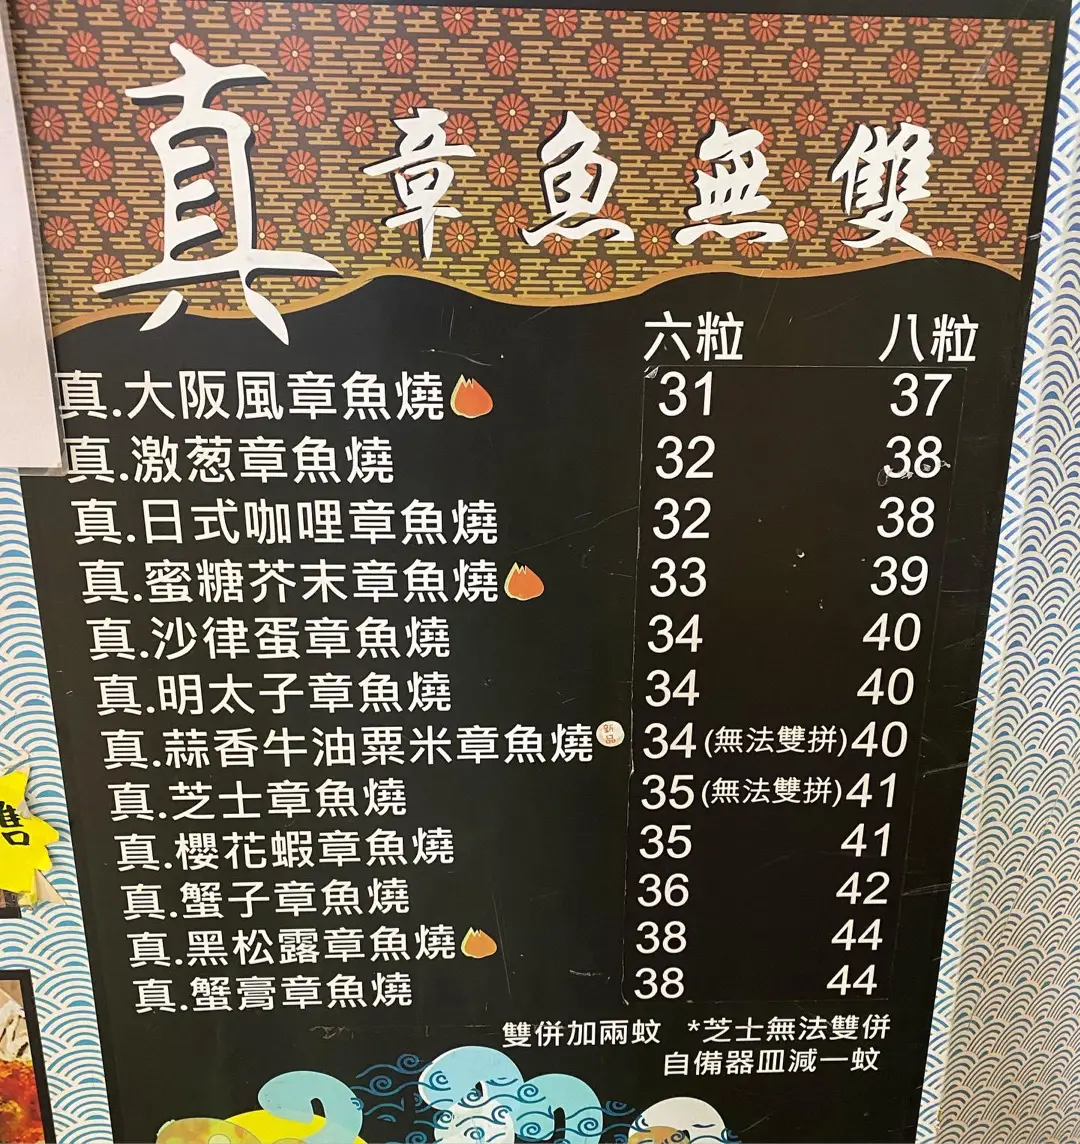 真 章魚無雙
六粒 八粒
真.大阪風章魚燒 31 37
真.激葱章魚燒 32 38
真.日式咖哩章魚燒 32 38
真.蜜糖芥末章魚燒 33 39
真.沙律蛋章魚燒 34 40
真.明太子章魚燒 34 40
真.蒜香牛油粟米章魚燒 新品 34 (無法雙拼) 40
真.芝士章魚燒 35 (無法雙拼) 41
真.櫻花蝦章魚燒 35 41
真.蟹子章魚燒 36 42
真.黑松露章魚燒 38 44
真.蟹膏章魚燒 38 44
雙併加兩蚊 *芝士無法雙併
自備器皿減一蚊
售